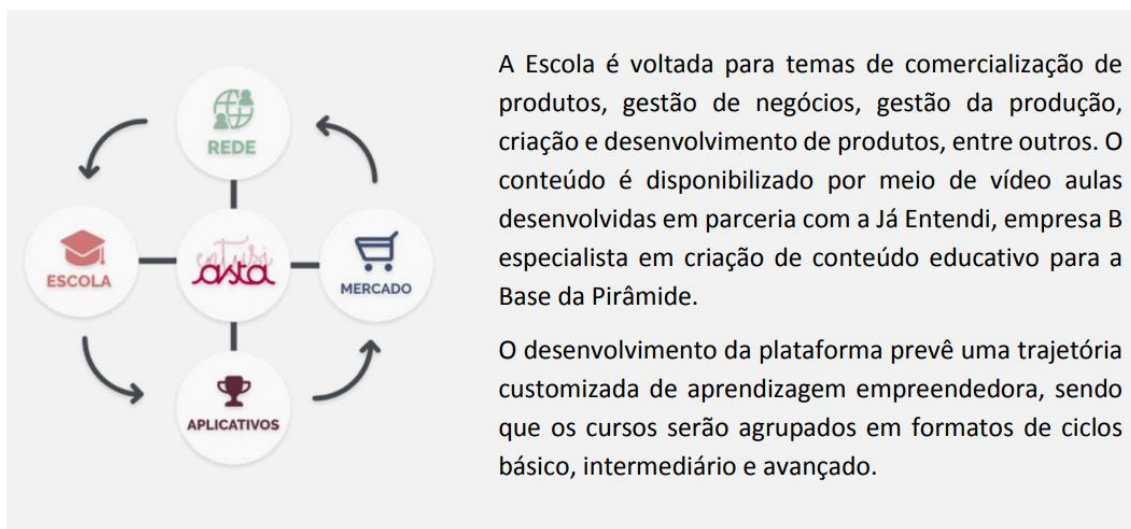 REDE
ESCOLA
entusi
asta
MERCADO
APLICATIVOS
A Escola é voltada para temas de comercialização de
produtos, gestão de negócios, gestão da produção,
criação e desenvolvimento de produtos, entre outros. O
conteúdo é disponibilizado por meio de vídeo aulas
desenvolvidas em parceria com a Já Entendi, empresa B
especialista em criação de conteúdo educativo para a
Base da Pirâmide.
O desenvolvimento da plataforma prevê uma trajetória
customizada de aprendizagem empreendedora, sendo
que os cursos serão agrupados em formatos de ciclos
básico, intermediário e avançado.